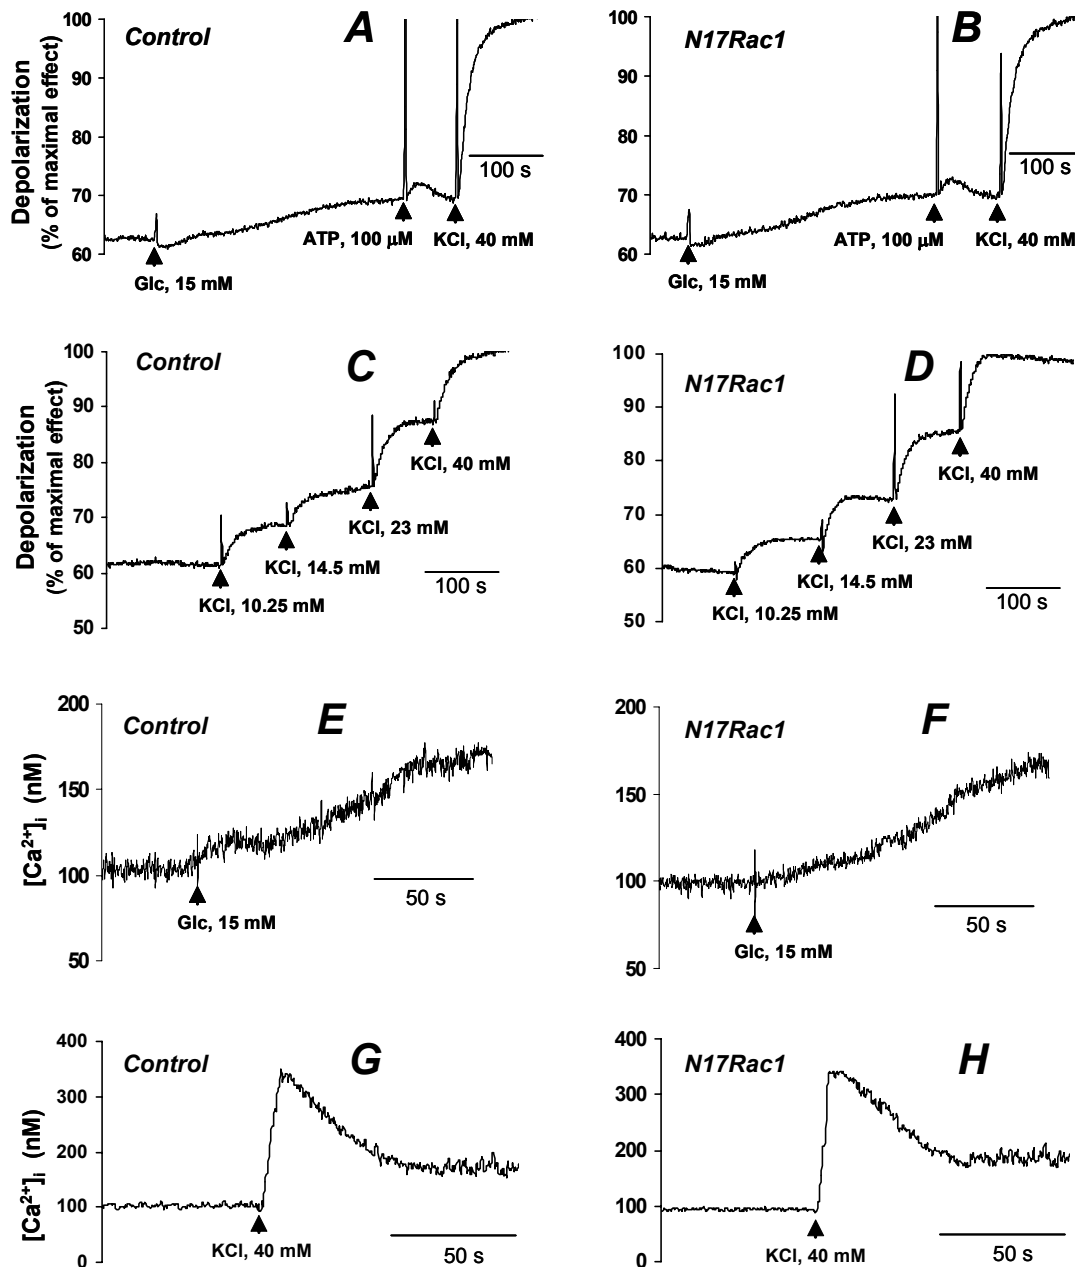 Control
A
Depolarization
(% of maximal effect)
100
90
80
70
60
100 s
ATP, 100 µM
KCl, 40 mM
Glc, 15 mM
N17Rac1
B
100
90
80
70
60
100 s
ATP, 100 µM
KCl, 40 mM
Glc, 15 mM
Control
C
Depolarization
(% of maximal effect)
100
90
80
70
60
50
KCl, 40 mM
KCl, 23 mM
KCl, 14.5 mM
KCl, 10.25 mM
100 s
N17Rac1
D
100
90
80
70
60
50
KCl, 40 mM
KCl, 23 mM
KCl, 14.5 mM
KCl, 10.25 mM
100 s
Control
E
[Ca2+]i (nM)
200
150
100
50
50 s
Glc, 15 mM
N17Rac1
F
200
150
100
50
50 s
Glc, 15 mM
Control
G
[Ca2+]i (nM)
400
300
200
100
0
KCl, 40 mM
50 s
N17Rac1
H
400
300
200
100
0
KCl, 40 mM
50 s